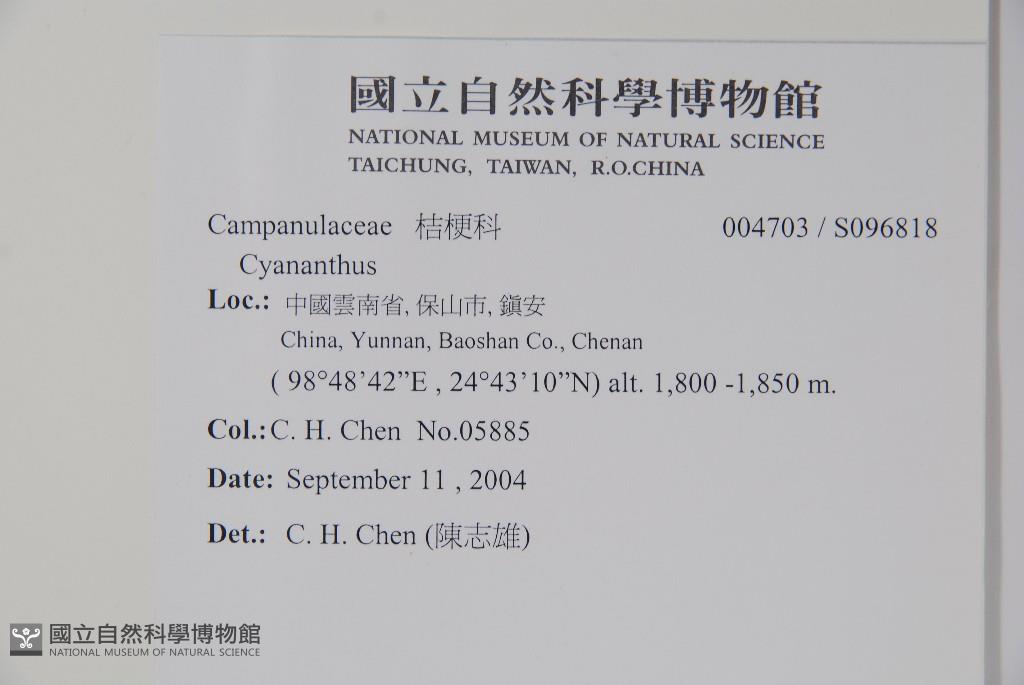 國立自然科學博物館
NATIONAL MUSEUM OF NATURAL SCIENCE
TAICHUNG, TAIWAN, R.O.CHINA
Campanulaceae 桔梗科 004703 / S096818
Cyananthus
Loc.: 中國雲南省, 保山市, 鎮安
China, Yunnan, Baoshan Co., Chenan
( 98°48’42”E , 24°43’10”N) alt. 1,800 -1,850 m.
Col.: C. H. Chen No.05885
Date: September 11 , 2004
Det.: C. H. Chen (陳志雄)
國立自然科學博物館
NATIONAL MUSEUM OF NATURAL SCIENCE